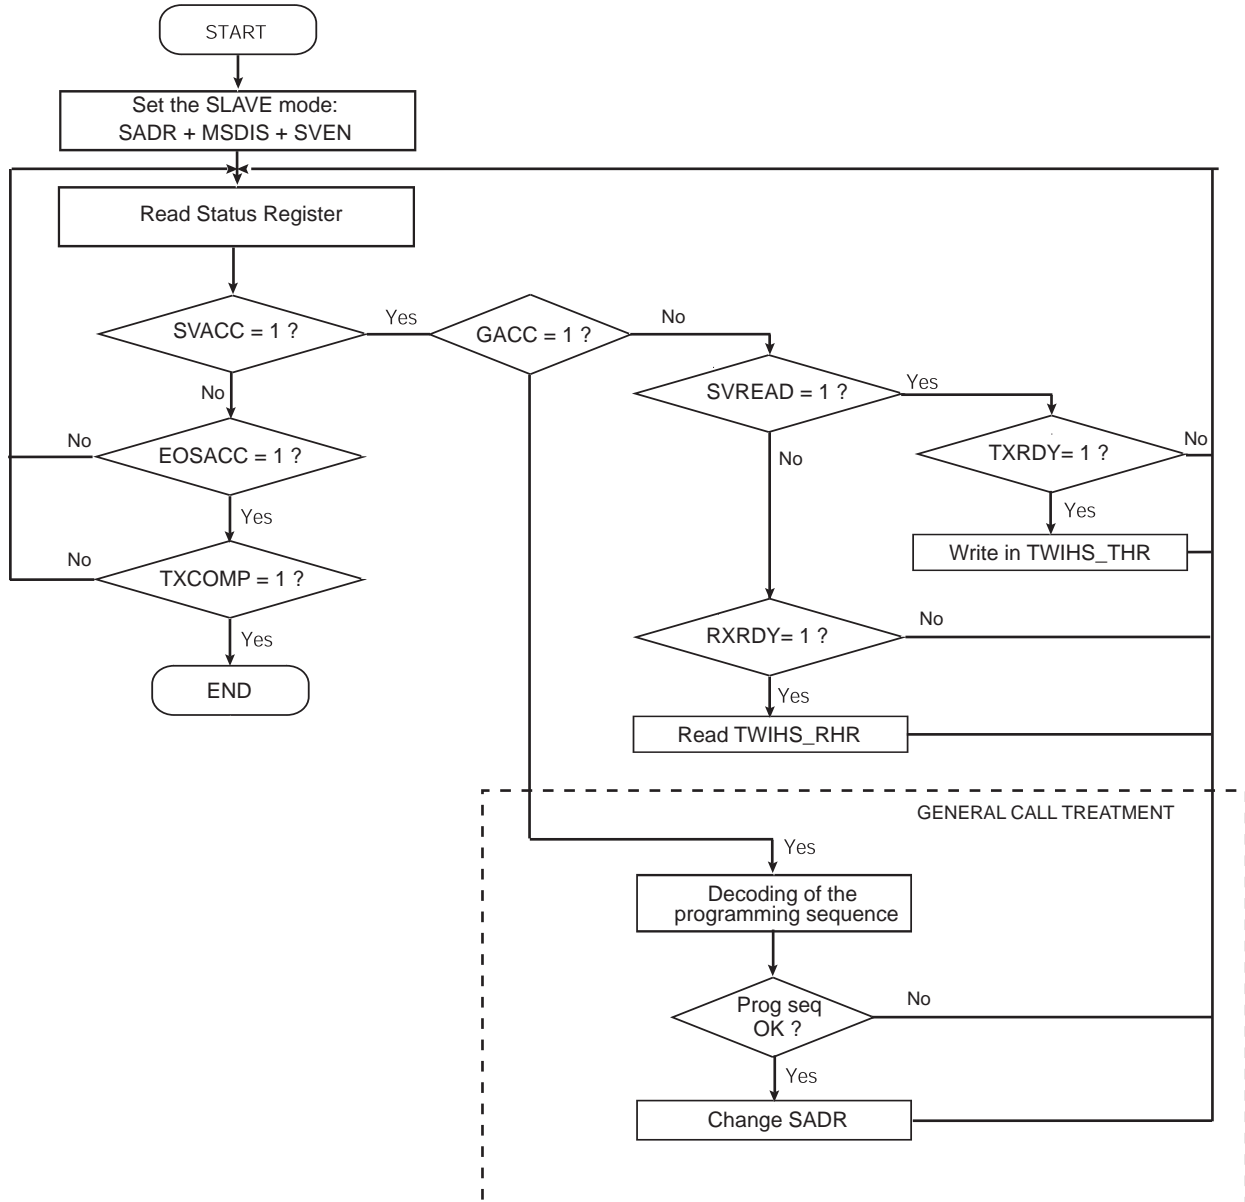 START
Set the SLAVE mode:
SADR + MSDIS + SVEN
Read Status Register
SVACC = 1 ?
Yes
GACC = 1 ?
No
SVREAD = 1 ?
Yes
No
EOSACC = 1 ?
No
TXRDY= 1 ?
No
No
Yes
Yes
Write in TWIHS_THR
TXCOMP = 1 ?
No
Yes
RXRDY= 1 ?
No
END
Yes
Read TWIHS_RHR
GENERAL CALL TREATMENT
Yes
Decoding of the
programming sequence
Prog seq
OK ?
No
Yes
Change SADR